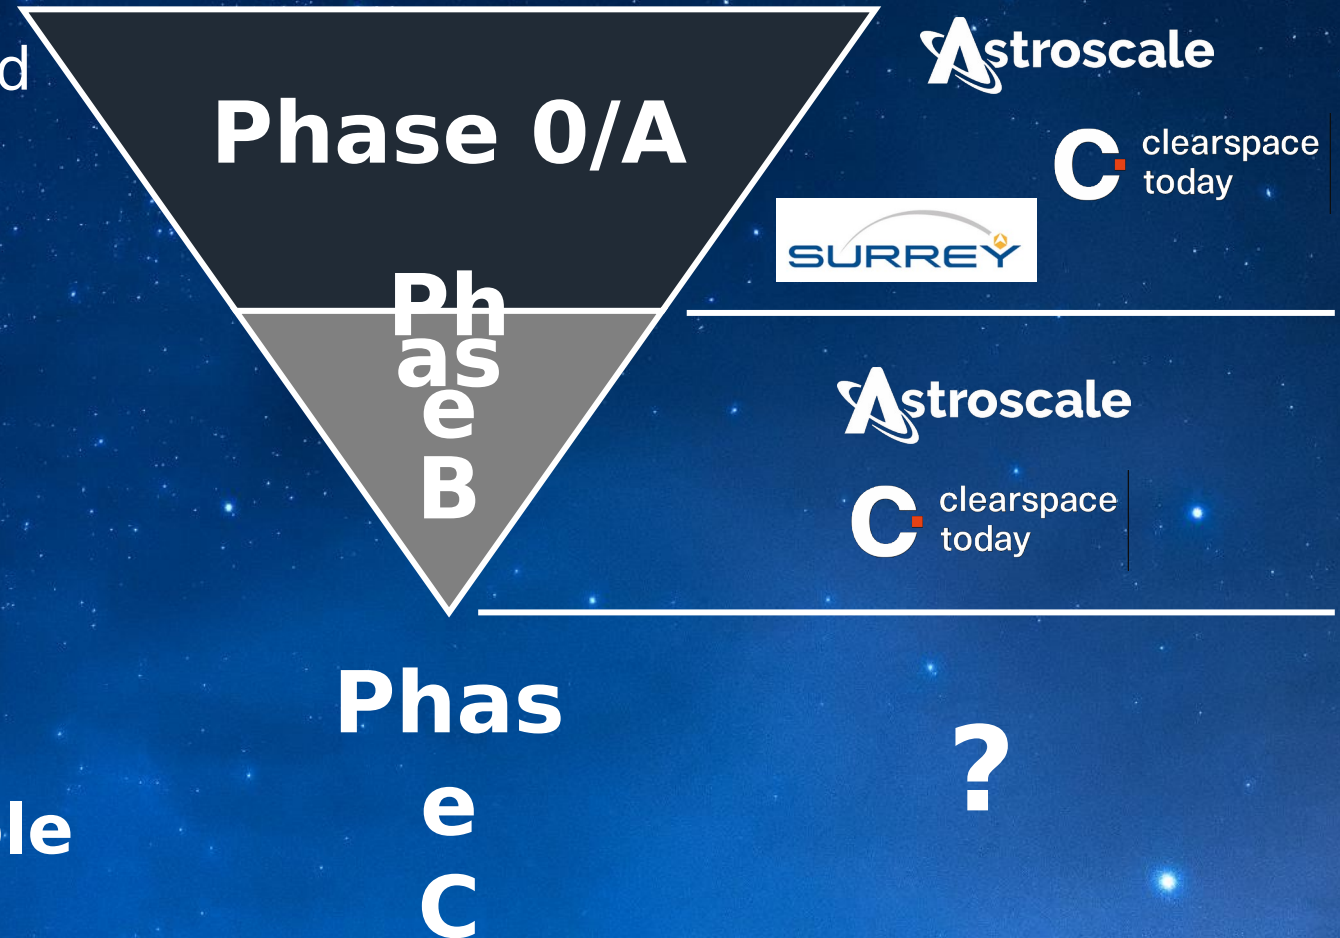 d
Phase 0/A
Astroscale
clearspace
today
SURREY
Ph
as
e
B
Astroscale
clearspace
today
Phas
e
C
?
le